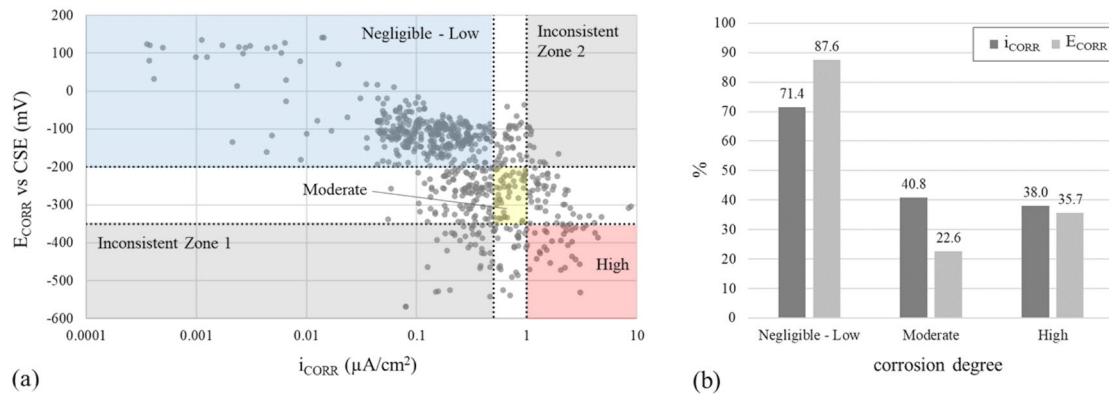 200
100
0
-100
-200
-300
-400
-500
-600
E_CORR vs CSE (mV)
Negligible - Low
Inconsistent
Zone 2
Moderate
Inconsistent Zone 1
High
0.0001
0.001
0.01
0.1
1
10
i_CORR (µA/cm²)
(a)
100
90
80
70
60
50
40
30
20
10
0
%
i_CORR
E_CORR
71.4
87.6
40.8
22.6
38.0
35.7
Negligible - Low
Moderate
High
corrosion degree
(b)